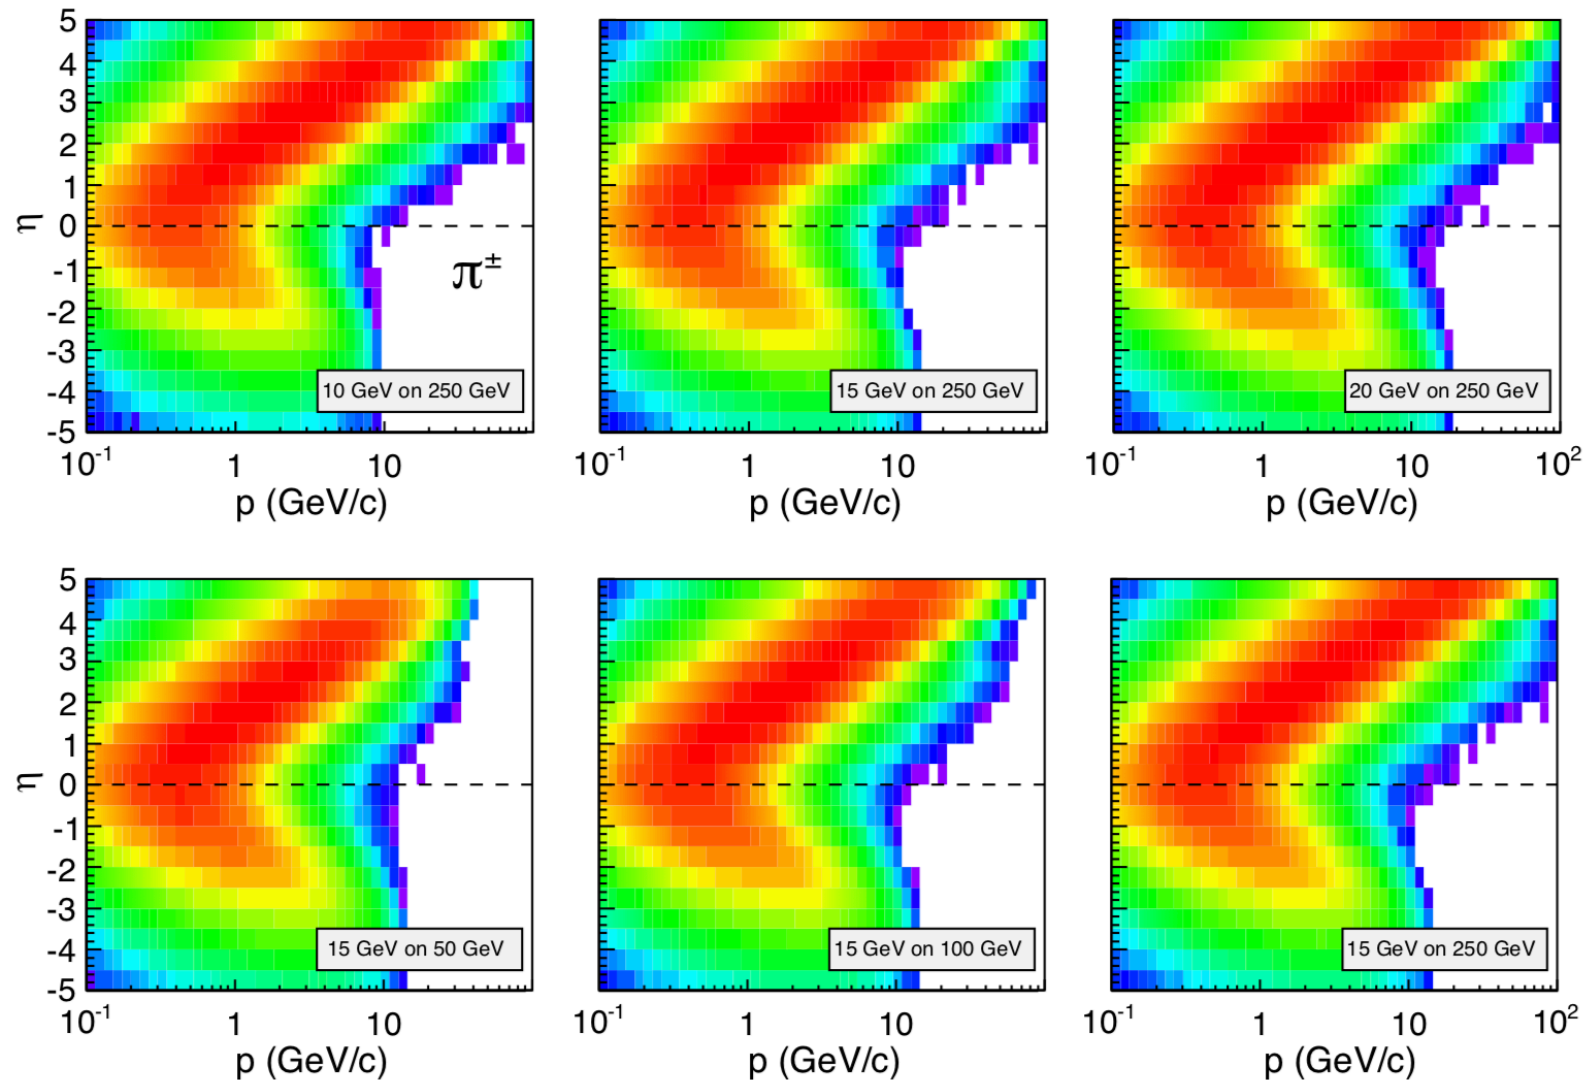 5
4
3
2
1
0
-1
-2
-3
-4
-5
η
π±
10 GeV on 250 GeV
15 GeV on 250 GeV
20 GeV on 250 GeV
10-1 1 10
10-1 1 10
10-1 1 10 102
p (GeV/c)
p (GeV/c)
p (GeV/c)
5
4
3
2
1
0
-1
-2
-3
-4
-5
η
15 GeV on 50 GeV
15 GeV on 100 GeV
15 GeV on 250 GeV
10-1 1 10
10-1 1 10
10-1 1 10 102
p (GeV/c)
p (GeV/c)
p (GeV/c)